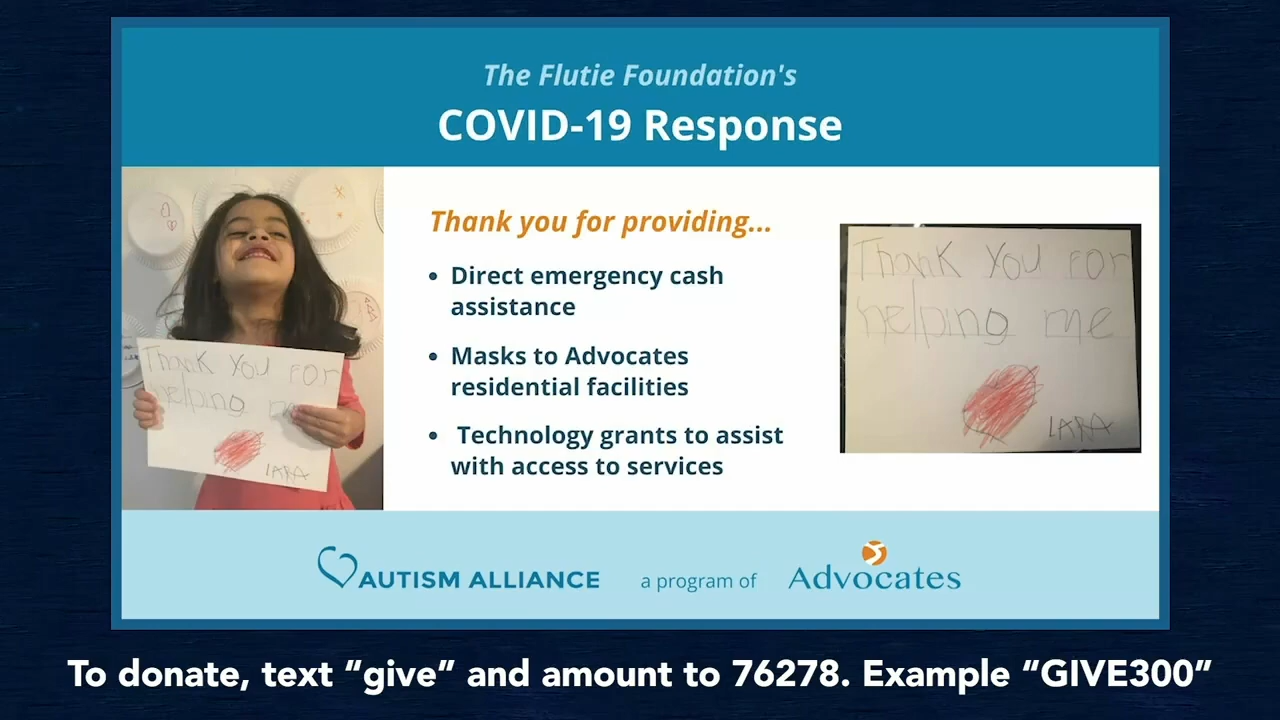 The Flutie Foundation's
COVID-19 Response
Thank you for providing...
• Direct emergency cash
assistance
• Masks to Advocates
residential facilities
• Technology grants to assist
with access to services
Thank You For
helping me
IARA
Thank You For
helping me
IARA
AUTISM ALLIANCE a program of Advocates
To donate, text “give” and amount to 76278. Example “GIVE300”